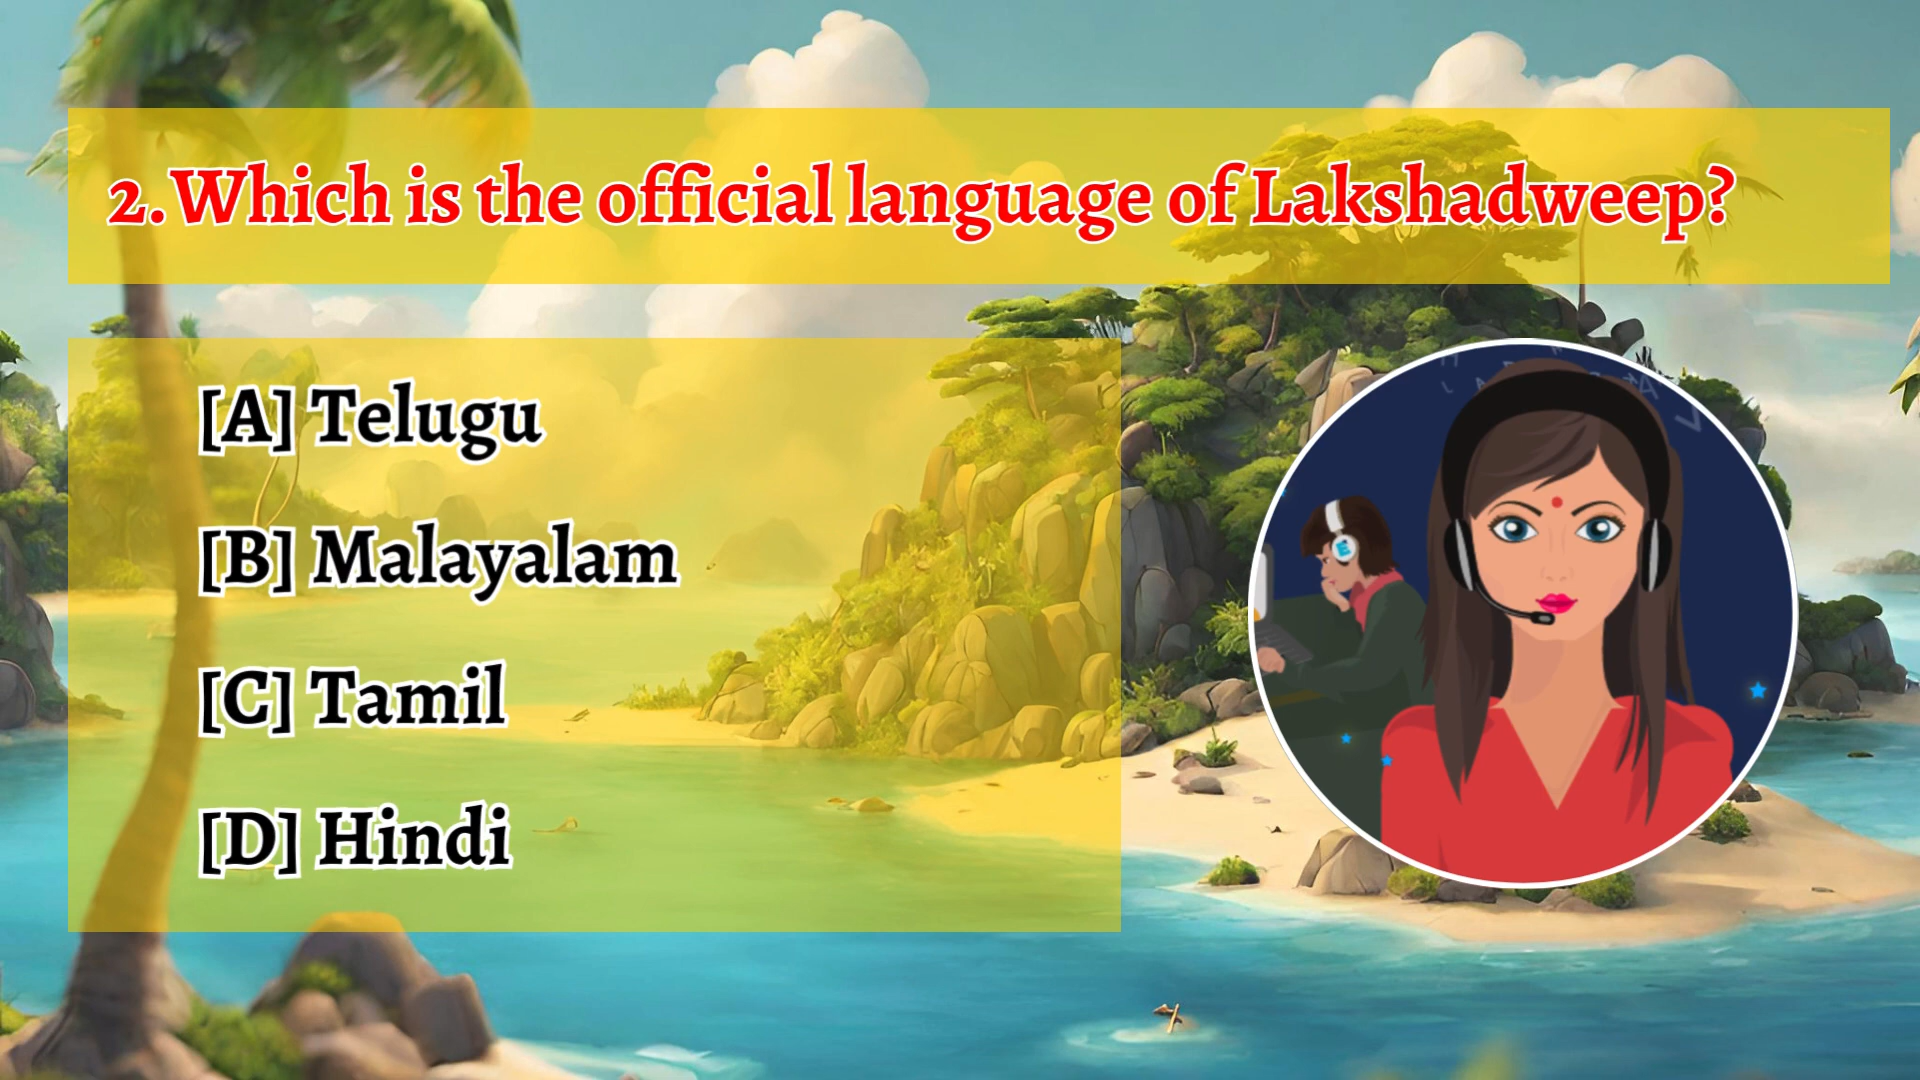 2. Which is the official language of Lakshadweep?
[A] Telugu
[B] Malayalam
[C] Tamil
[D] Hindi
E